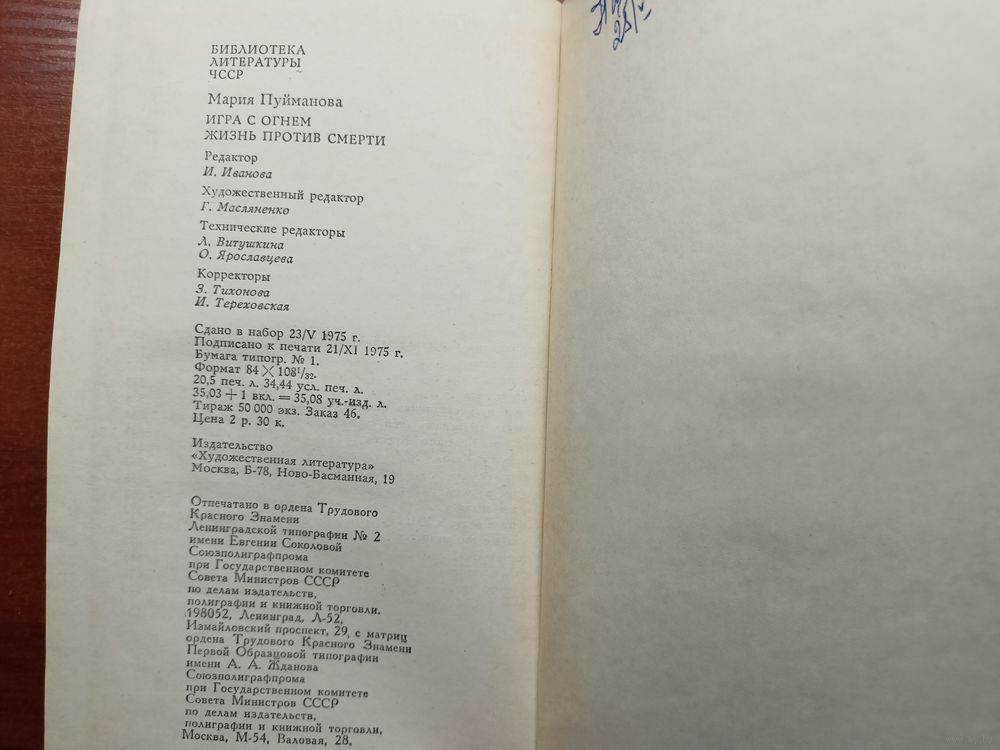 БИБЛИОТЕКА
ЛИТЕРАТУРЫ
ЧССР
Мария Пуйманова
ИГРА С ОГНЕМ
ЖИЗНЬ ПРОТИВ СМЕРТИ
Редактор
И. Иванова
Художественный редактор
Г. Масляненко
Технические редакторы
Л. Витушкина
О. Ярославцева
Корректоры
З. Тихонова
И. Тереховская
Сдано в набор 23/V 1975 г.
Подписано к печати 21/XI 1975 г.
Бумага типогр. № 1.
Формат 84×108¹/₃₂.
20,5 печ. л. 34,44 усл. печ. л.
35,03 + 1 вкл. = 35,08 уч.-изд. л.
Тираж 50 000 экз. Заказ 46.
Цена 2 р. 30 к.
Издательство
«Художественная литература»
Москва, Б-78, Ново-Басманная, 19
Отпечатано в ордена Трудового
Красного Знамени
Ленинградской типографии № 2
имени Евгении Соколовой
Союзполиграфпрома
при Государственном комитете
Совета Министров СССР
по делам издательств,
полиграфии и книжной торговли,
198052, Ленинград, Л-52,
Измайловский проспект, 29, с матриц
ордена Трудового Красного Знамени
Первой Образцовой типографии
имени А. А. Жданова
Союзполиграфпрома
при Государственном комитете
Совета Министров СССР
по делам издательств,
полиграфии и книжной торговли,
Москва, М-54, Валовая, 28,